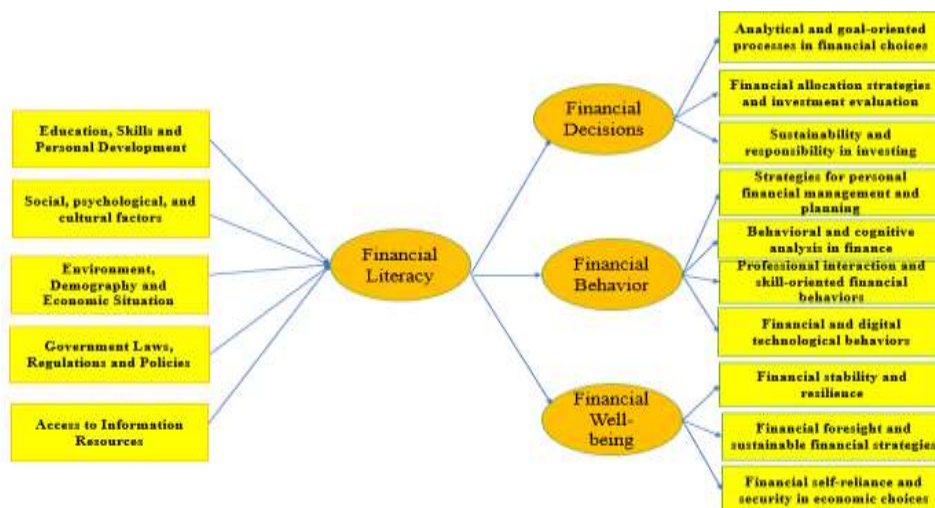 Education, Skills and
Personal Development
Social, psychological, and
cultural factors
Environment,
Demography and
Economic Situation
Government Laws,
Regulations and Policies
Access to Information
Resources
Financial
Literacy
Financial
Decisions
Financial
Behavior
Financial
Well-
being
Analytical and goal-oriented
processes in financial choices
Financial allocation strategies
and investment evaluation
Sustainability and
responsibility in investing
Strategies for personal
financial management and
planning
Behavioral and cognitive
analysis in finance
Professional interaction and
skill-oriented financial
behaviors
Financial and digital
technological behaviors
Financial stability and
resilience
Financial foresight and
sustainable financial strategies
Financial self-reliance and
security in economic choices